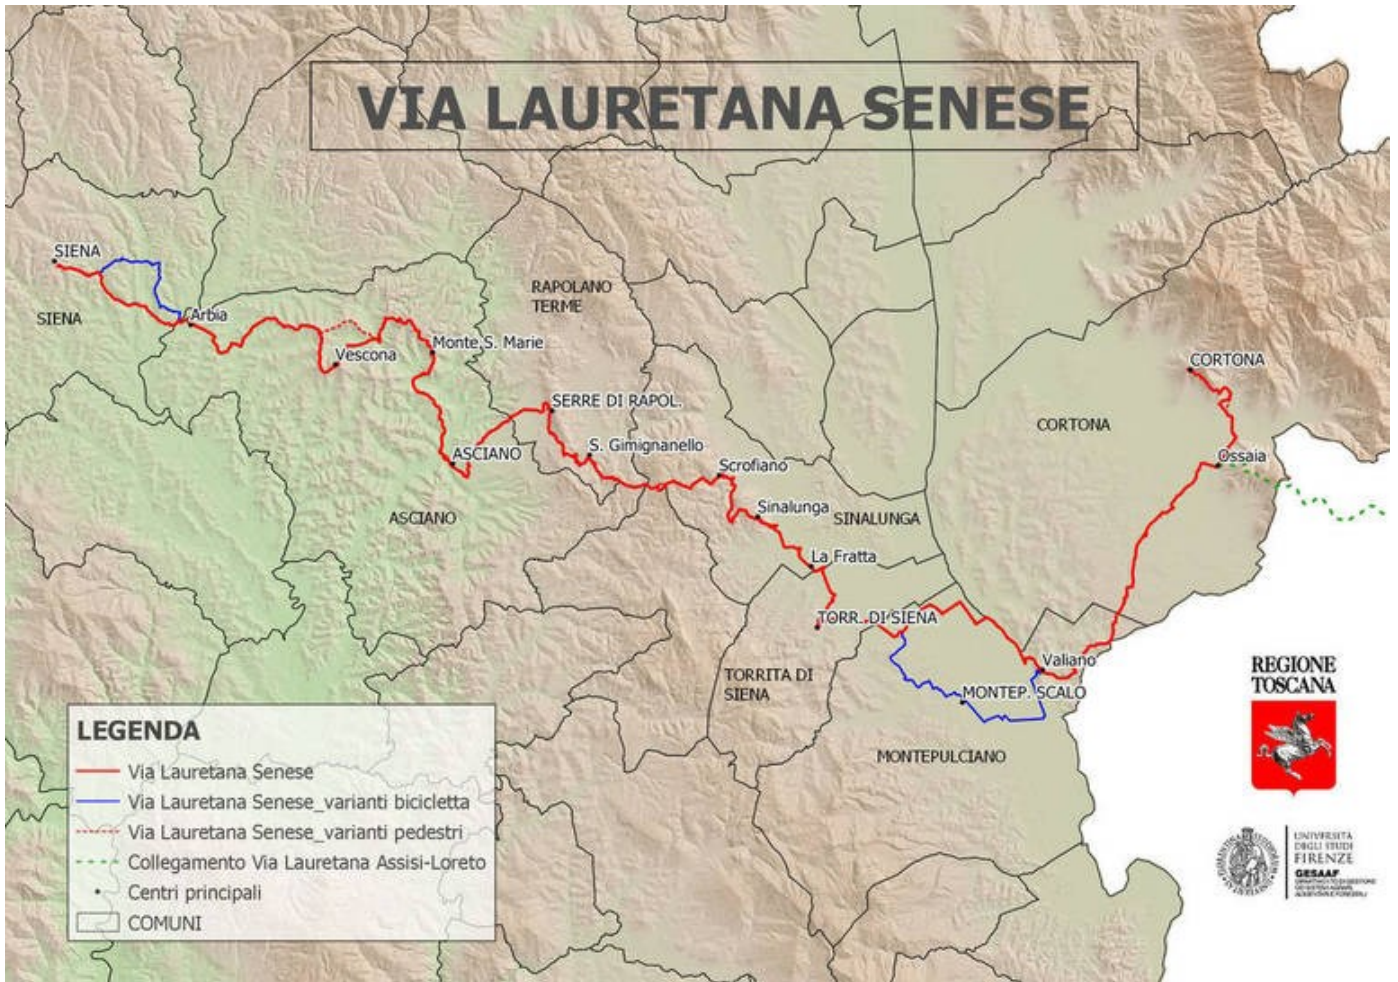 VIA LAURETANA SENESE
SIENA
SIENA
Arbia
RAPOLANO
TERME
Vescona
Monte S. Marie
CORTONA
SERRE DI RAPOL.
CORTONA
ASCIANO
S. Gimignanello
Scrofiano
Ossaia
ASCIANO
Sinalunga
SINALUNGA
La Fratta
TORR. DI SIENA
Valiano
TORRITA DI
SIENA
MONTEP. SCALO
MONTEPULCIANO
LEGENDA
Via Lauretana Senese
Via Lauretana Senese_varianti bicicletta
Via Lauretana Senese_varianti pedestri
Collegamento Via Lauretana Assisi-Loreto
Centri principali
COMUNI
REGIONE
TOSCANA
UNIVERSITÀ
DEGLI STUDI
FIRENZE
GESAAF